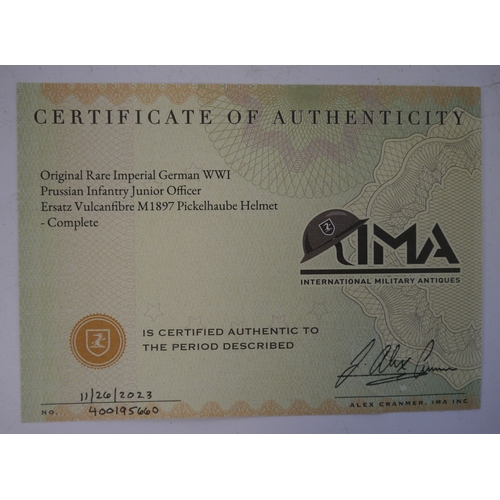 CERTIFICATE OF AUTHENTICITY
Original Rare Imperial German WWI
Prussian Infantry Junior Officer
Ersatz Vulcanfibre M1897 Pickelhaube Helmet
- Complete
IMA
INTERNATIONAL MILITARY ANTIQUES
IS CERTIFIED AUTHENTIC TO
THE PERIOD DESCRIBED
J. Alex Cranmer
11/26/2023
NO. 400195660
ALEX CRANMER, IMA INC.